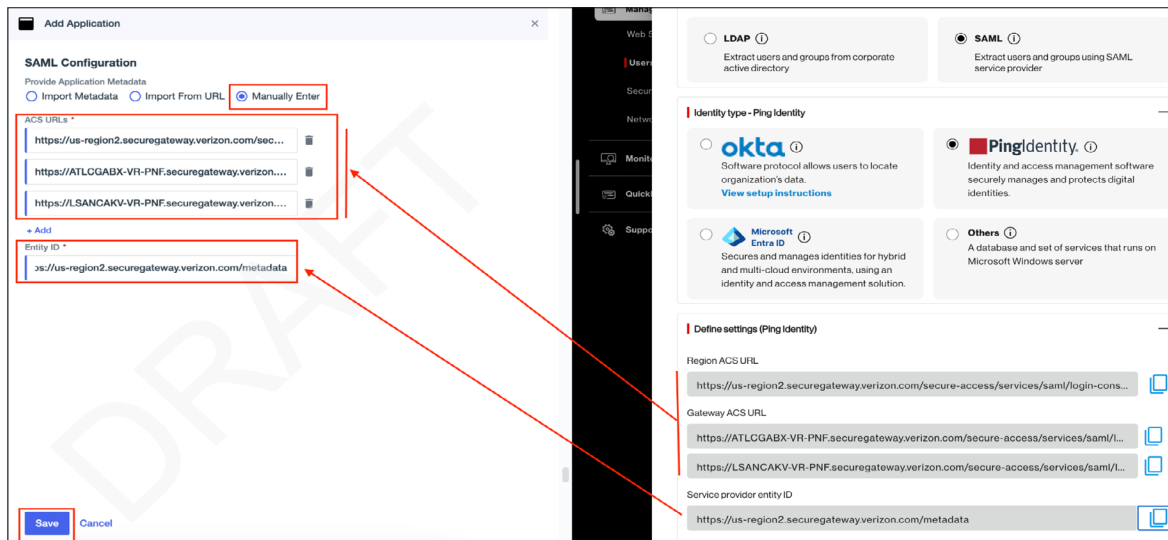 Add Application
SAML Configuration
Provide Application Metadata
Import Metadata
Import From URL
Manually Enter
ACS URLs *
https://us-region2.securegateway.verizon.com/sec...
https://ATLCGABX-VR-PNF.securegateway.verizon....
https://LSANCAKV-VR-PNF.securegateway.verizon....
+ Add
Entity ID *
os://us-region2.securegateway.verizon.com/metadata
DRAFT
Save
Cancel
Web S
User
Secur
Netwo
Monito
Quick
Suppo
LDAP
Extract users and groups from corporate
active directory
SAML
Extract users and groups using SAML
service provider
Identity type - Ping Identity
okta
Software protocol allows users to locate
organization's data.
View setup instructions
PingIdentity.
Identity and access management software
securely manages and protects digital
identities.
Microsoft
Entra ID
Secures and manages identities for hybrid
and multi-cloud environments, using an
identity and access management solution.
Others
A database and set of services that runs on
Microsoft Windows server
Define settings (Ping Identity)
Region ACS URL
https://us-region2.securegateway.verizon.com/secure-access/services/saml/login-cons...
Gateway ACS URL
https://ATLCGABX-VR-PNF.securegateway.verizon.com/secure-access/services/saml/l...
https://LSANCAKV-VR-PNF.securegateway.verizon.com/secure-access/services/saml/l...
Service provider entity ID
https://us-region2.securegateway.verizon.com/metadata